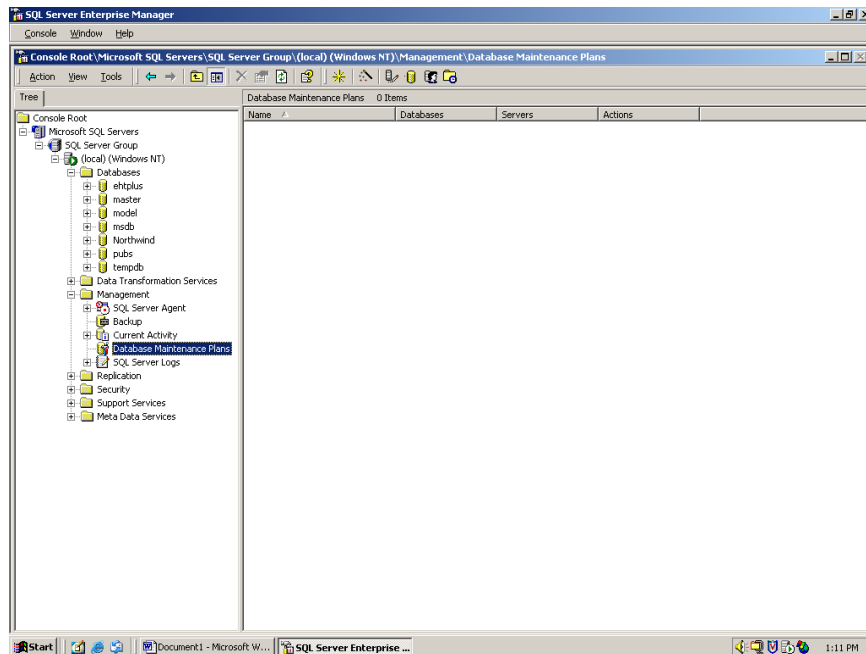 SQL Server Enterprise Manager
Console Window Help
Console Root\Microsoft SQL Servers\SQL Server Group\(local) (Windows NT)\Management\Database Maintenance Plans
Action View Tools
Tree
Database Maintenance Plans 0 Items
Name Databases Servers Actions
Console Root
Microsoft SQL Servers
SQL Server Group
(local) (Windows NT)
Databases
ehtplus
master
model
msdb
Northwind
pubs
tempdb
Data Transformation Services
Management
SQL Server Agent
Backup
Current Activity
Database Maintenance Plans
SQL Server Logs
Replication
Security
Support Services
Meta Data Services
Start Document1 - Microsoft W... SQL Server Enterprise ... 1:11 PM